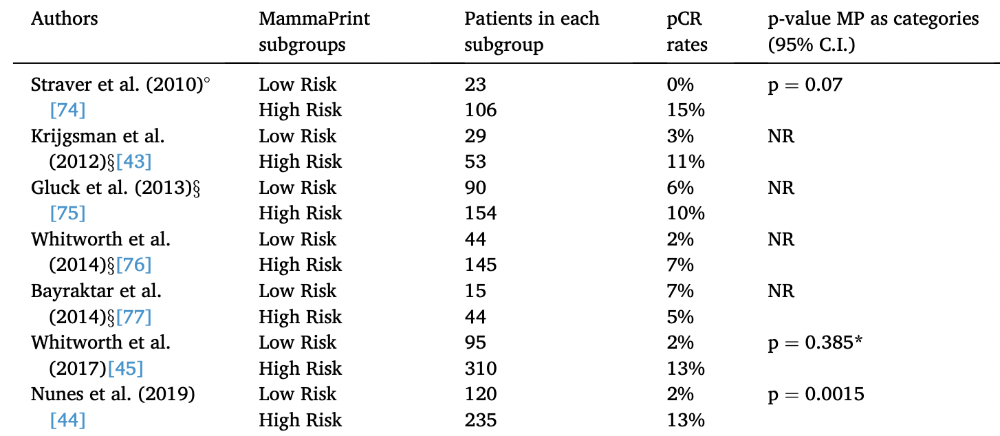 Authors MammaPrint Patients in each pCR p-value MP as categories
subgroups subgroup rates (95% C.I.)
Straver et al. (2010)° Low Risk 23 0% p = 0.07
[74] High Risk 106 15%
Krijgsman et al. Low Risk 29 3% NR
(2012)§[43] High Risk 53 11%
Gluck et al. (2013)§ Low Risk 90 6% NR
[75] High Risk 154 10%
Whitworth et al. Low Risk 44 2% NR
(2014)§[76] High Risk 145 7%
Bayraktar et al. Low Risk 15 7% NR
(2014)§[77] High Risk 44 5%
Whitworth et al. Low Risk 95 2% p = 0.385*
(2017)[45] High Risk 310 13%
Nunes et al. (2019) Low Risk 120 2% p = 0.0015
[44] High Risk 235 13%